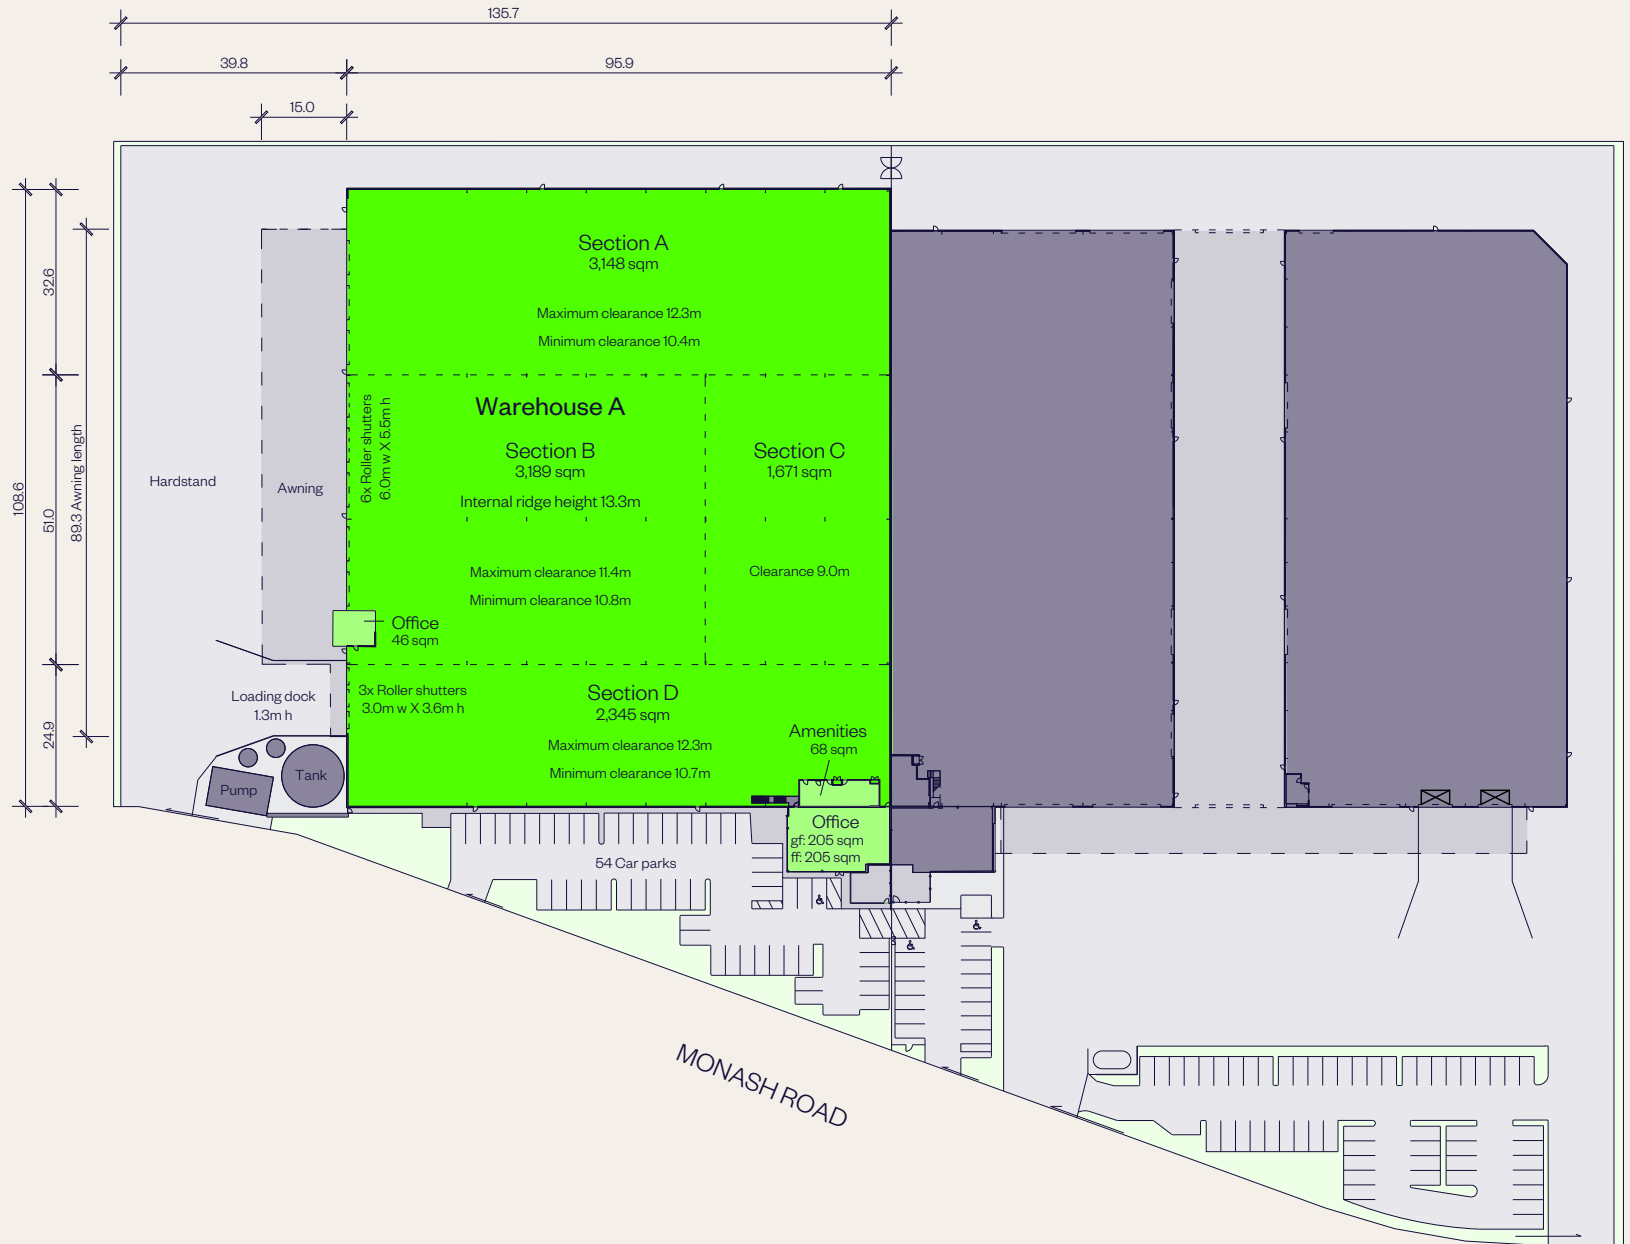 135.7
39.8
95.9
15.0
108.6
32.6
51.0
24.9
89.3 Awning length
Hardstand
Awning
6x Roller shutters
6.0m w X 5.5m h
Section A
3,148 sqm
Maximum clearance 12.3m
Minimum clearance 10.4m
Warehouse A
Section B
3,189 sqm
Internal ridge height 13.3m
Maximum clearance 11.4m
Minimum clearance 10.8m
Section C
1,671 sqm
Clearance 9.0m
Office
46 sqm
Loading dock
1.3m h
3x Roller shutters
3.0m w X 3.6m h
Section D
2,345 sqm
Maximum clearance 12.3m
Minimum clearance 10.7m
Amenities
68 sqm
Tank
Pump
Office
gf: 205 sqm
ff: 205 sqm
54 Car parks
MONASH ROAD